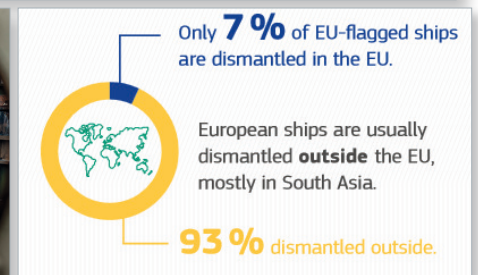 Only 7 % of EU-flagged ships
are dismantled in the EU.
European ships are usually
dismantled outside the EU,
mostly in South Asia.
93 % dismantled outside.